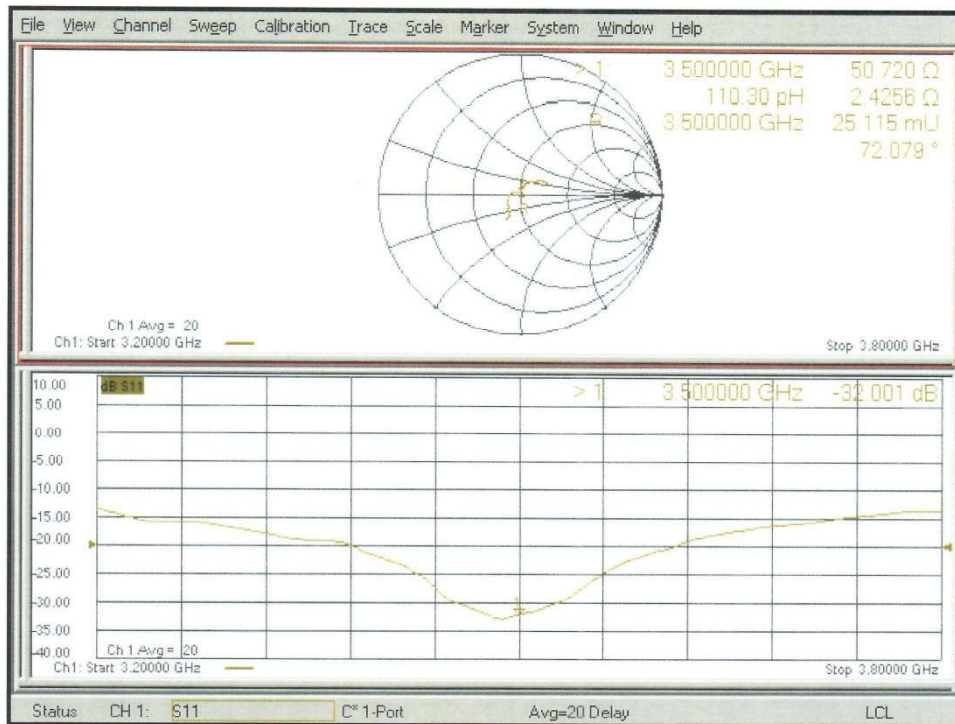 File View Channel Sweep Calibration Trace Scale Marker System Window Help
> 1: 3.500000 GHz 50.720 Ω
110.30 pH 2.4256 Ω
3.500000 GHz 25.115 mU
72.079 °
Ch 1 Avg = 20
Ch1: Start 3.20000 GHz
Stop 3.80000 GHz
10.00
dB S11
> 1: 3.500000 GHz -32.001 dB
5.00
0.00
-5.00
-10.00
-15.00
-20.00
-25.00
-30.00
1
-35.00
-40.00
Ch 1 Avg = 20
Ch1: Start 3.20000 GHz
Stop 3.80000 GHz
Status CH 1: S11 C* 1-Port Avg=20 Delay LCL